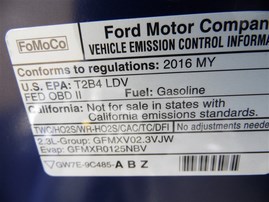 FoMoCo
Ford Motor Compan
VEHICLE EMISSION CONTROL INFORMA
Conforms to regulations: 2016 MY
U.S. EPA: T2B4 LDV
FED OBD II Fuel: Gasoline
California: Not for sale in states with
California emissions standards.
TWC/HO2S/WR-HO2S/CAC/TC/DFI No adjustments needed
2.3L-Group: GFMXV02.3VJW
Evap: GFMXR0125NBV
GW7E-9C485-A B Z